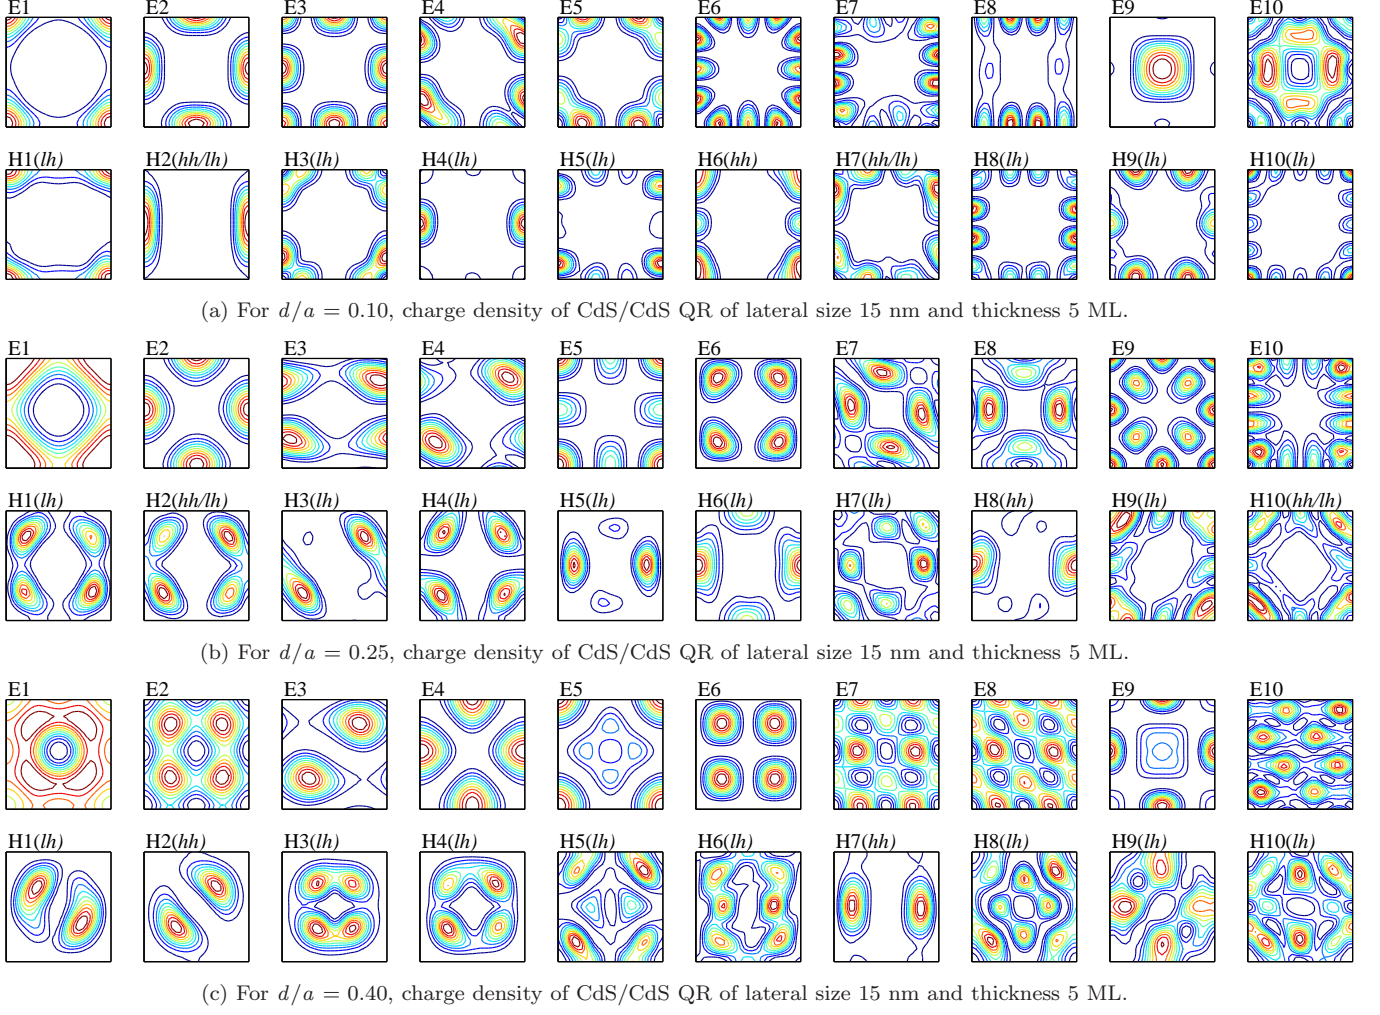 E1 E2 E3 E4 E5 E6 E7 E8 E9 E10
H1(lh) H2(hh/lh) H3(lh) H4(lh) H5(lh) H6(hh) H7(hh/lh) H8(lh) H9(lh) H10(lh)
(a) For d/a = 0.10, charge density of CdS/CdS QR of lateral size 15 nm and thickness 5 ML.
E1 E2 E3 E4 E5 E6 E7 E8 E9 E10
H1(lh) H2(hh/lh) H3(lh) H4(lh) H5(lh) H6(lh) H7(lh) H8(hh) H9(lh) H10(hh/lh)
(b) For d/a = 0.25, charge density of CdS/CdS QR of lateral size 15 nm and thickness 5 ML.
E1 E2 E3 E4 E5 E6 E7 E8 E9 E10
H1(lh) H2(hh) H3(lh) H4(lh) H5(lh) H6(lh) H7(hh) H8(lh) H9(lh) H10(lh)
(c) For d/a = 0.40, charge density of CdS/CdS QR of lateral size 15 nm and thickness 5 ML.